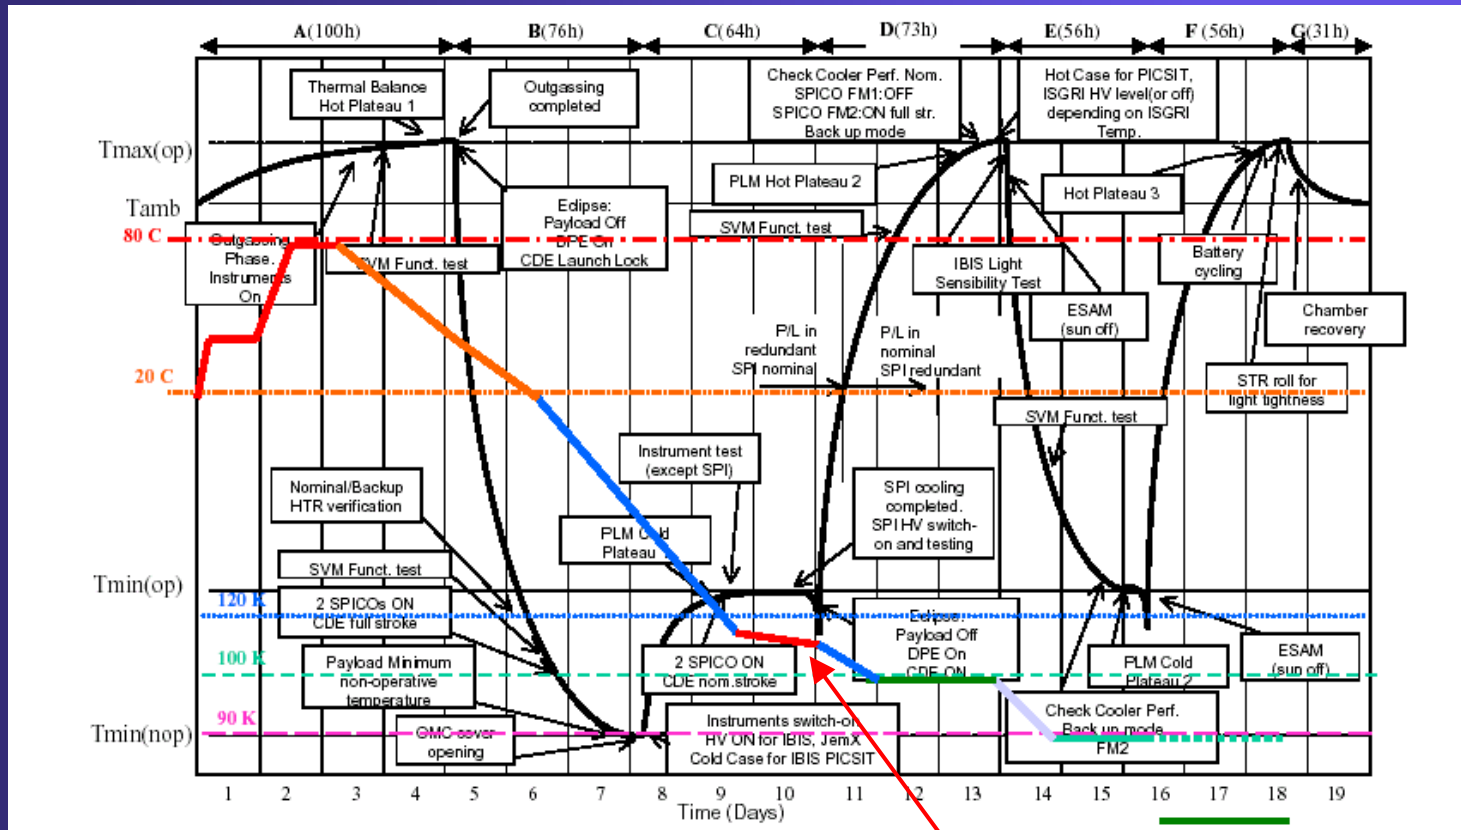 A(100h)
B(76h)
C(64h)
D(73h)
E(56h)
F (56h)
G(31h)
Thermal Balance
Hot Plateau 1
Outgassing
completed
Check Cooler Perf. Nom.
SPICO FM1:OFF
SPICO FM2:ON full str.
Back up mode
Hot Case for PICSIT,
ISGRI HV level(or off)
depending on ISGRI
Temp.
Tmax(op)
PLM Hot Plateau 2
Hot Plateau 3
Tamb
Eclipse:
Payload Off
DPE On
CDE Launch Lock
SVM Funct. test
80 C
Outgassing
Phase.
Instruments
On
SVM Funct. test
IBIS Light
Sensibility Test
Battery
cycling
ESAM
(sun off)
Chamber
recovery
P/L in
redundant
SPI nominal
P/L in
nominal
SPI redundant
20 C
STR roll for
light tightness
SVM Funct. test
Instrument test
(except SPI)
Nominal/Backup
HTR verification
SPI cooling
completed.
SPI HV switch-
on and testing
PLM Cold
Plateau
SVM Funct. test
Tmin(op)
120 K
2 SPICOs ON
CDE full stroke
Eclipse:
Payload Off
DPE On
CDE ON
ESAM
(sun off)
100 K
Payload Minimum
non-operative
temperature
2 SPICO ON
CDE nom.stroke
PLM Cold
Plateau 2
90 K
Tmin(nop)
OMC cover
opening
Instruments switch-on
HV ON for IBIS, JemX
Cold Case for IBIS PICSIT
Check Cooler Perf.
Back up mode
FM2
1 2 3 4 5 6 7 8 9 10 11 12 13 14 15 16 17 18 19
Time (Days)